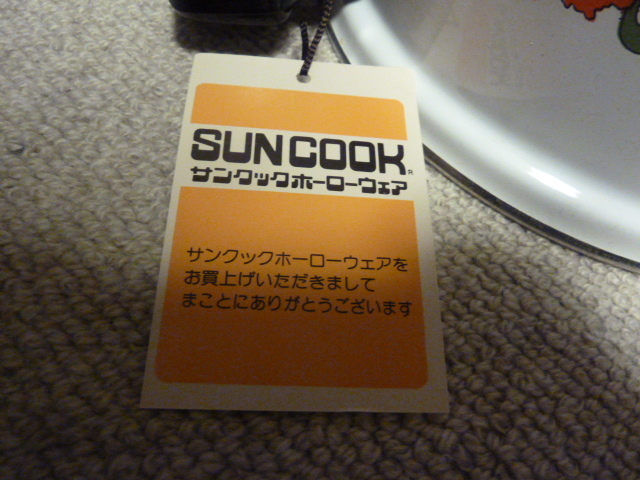 SUNCOOK®
サンクックホーローウェア
サンクックホーローウェアを
お買上げいただきまして
まことにありがとうございます